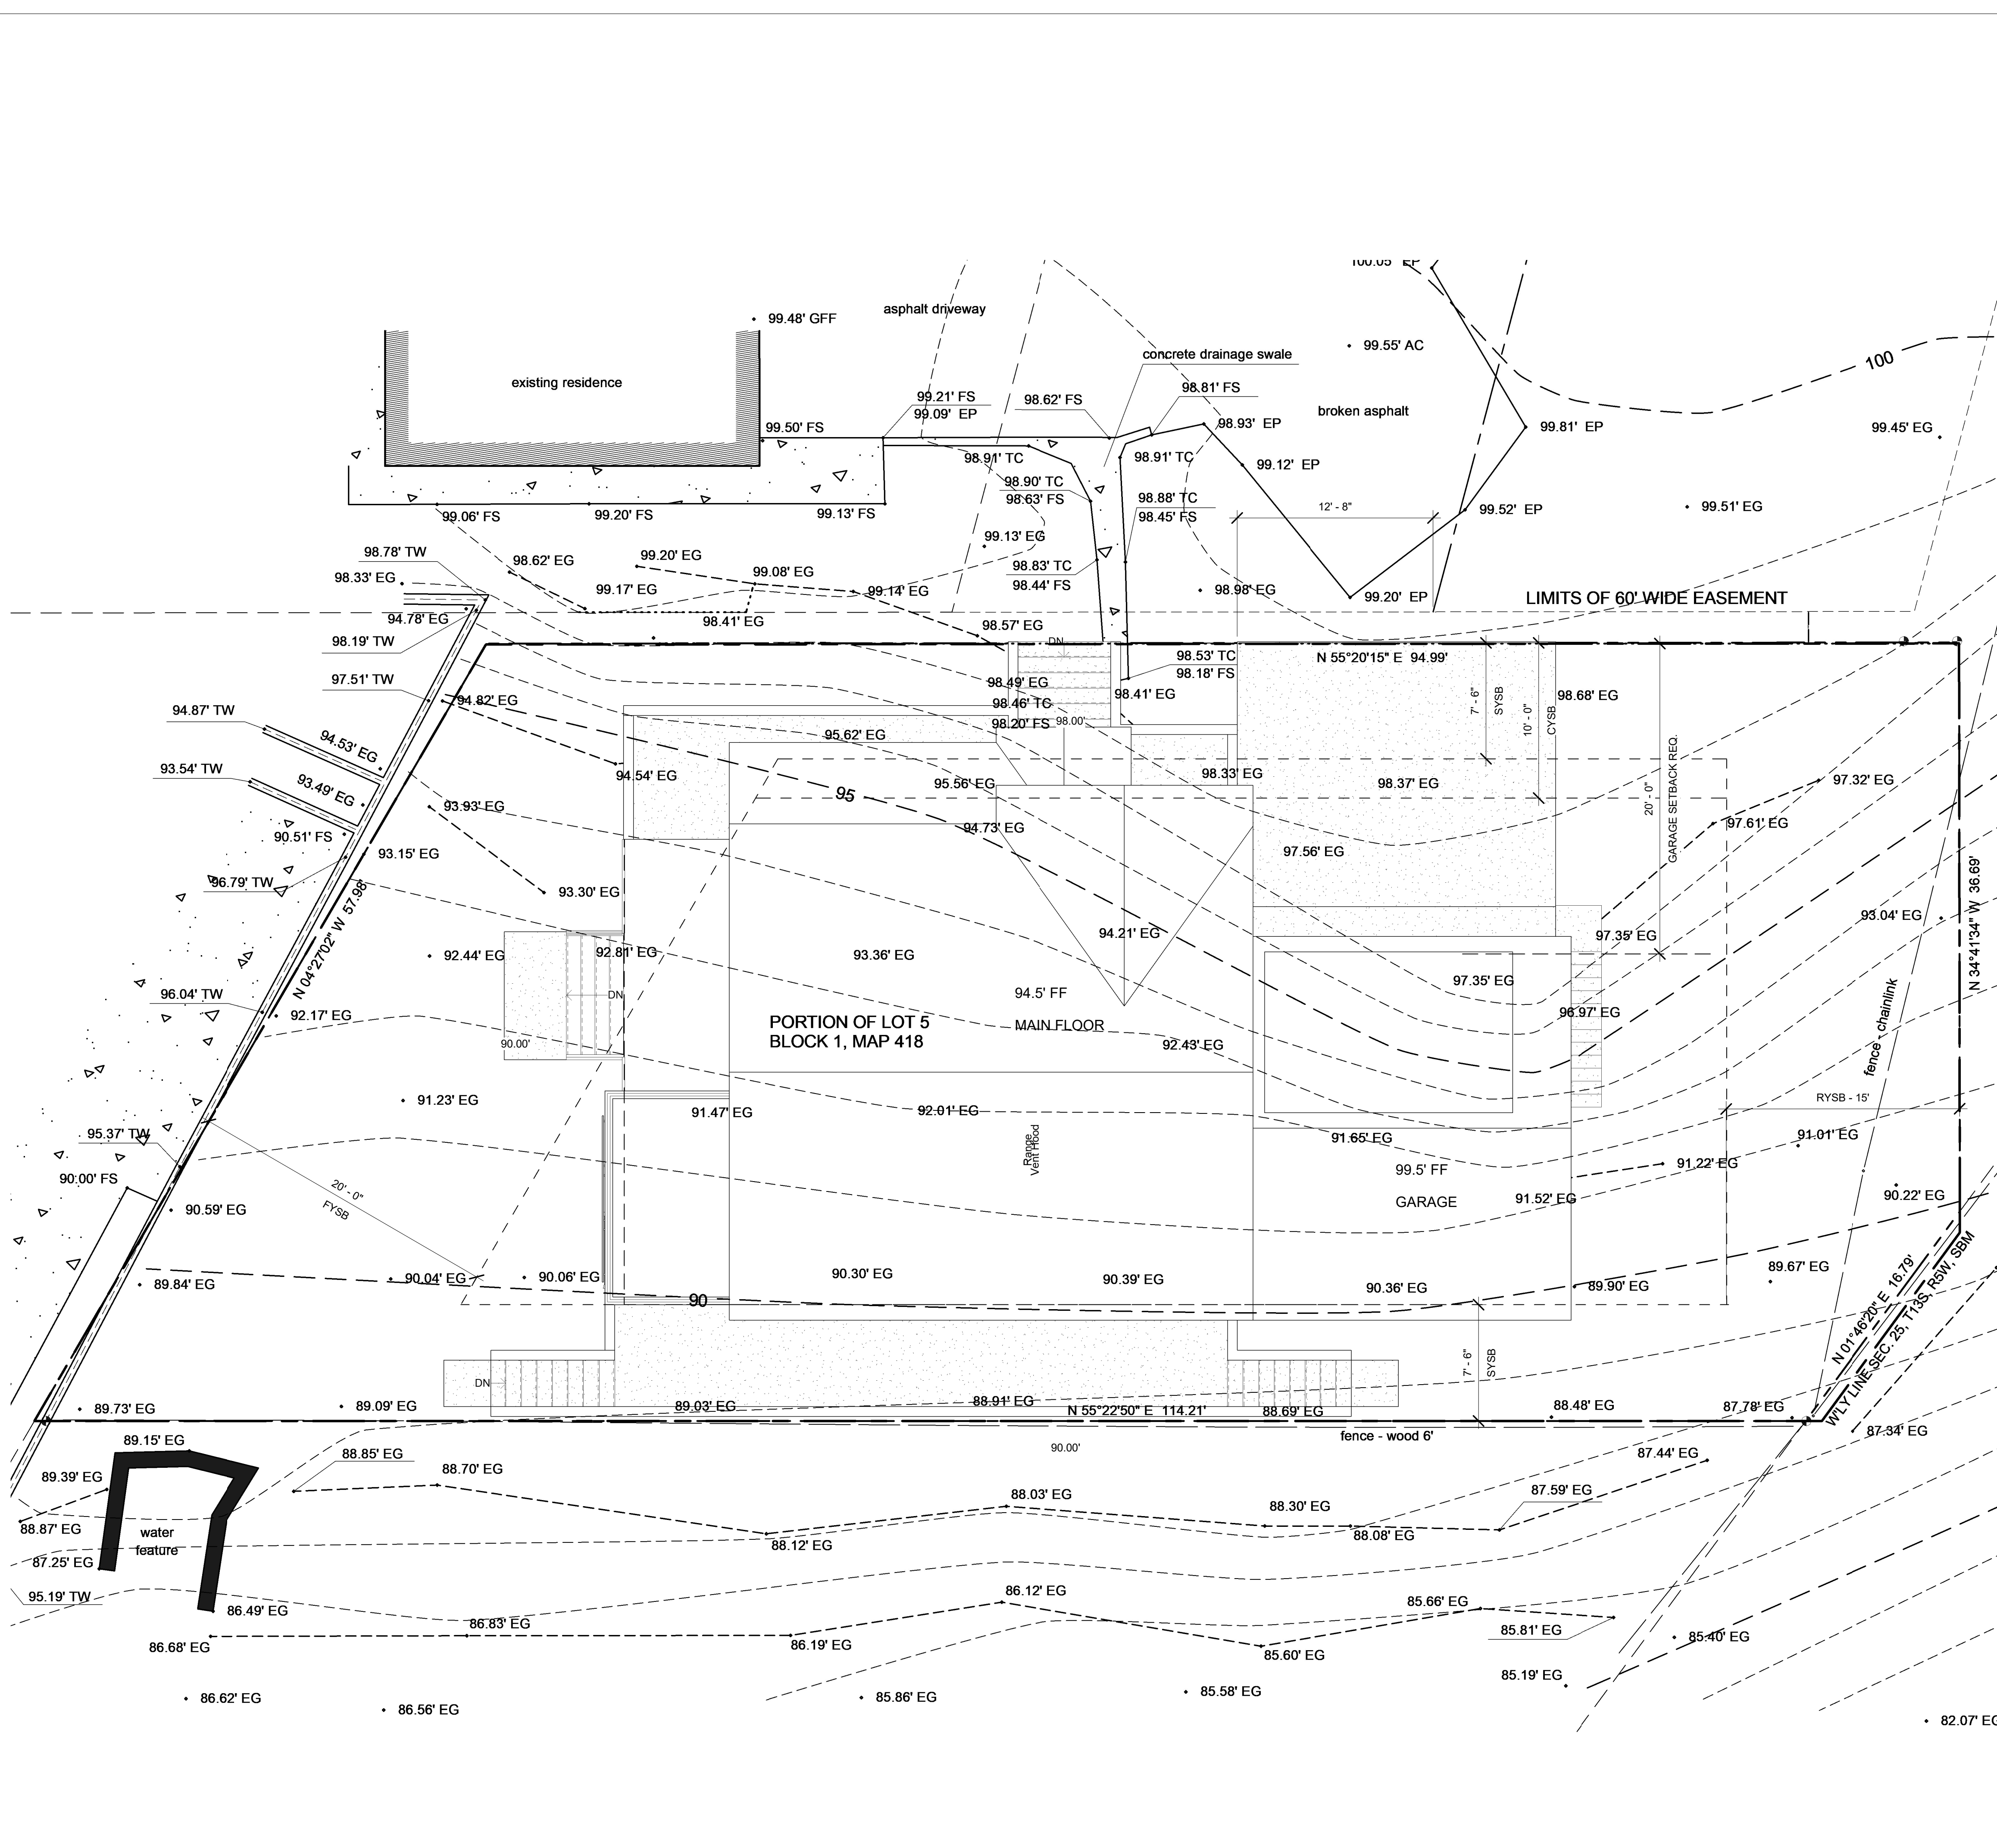 100.05' EP
asphalt driveway
99.48' GFF
99.55' AC
concrete drainage swale
100
existing residence
98.81' FS
99.21' FS
99.09' EP
98.62' FS
broken asphalt
99.50' FS
98.93' EP
99.81' EP
99.45' EG
98.91' TC
98.91' TC
99.12' EP
98.90' TC
98.63' FS
98.88' TC
98.45' FS
12' - 8"
99.06' FS
99.20' FS
99.13' FS
99.52' EP
99.51' EG
98.78' TW
98.62' EG
99.20' EG
99.13' EG
98.33' EG
99.17' EG
99.08' EG
99.14' EG
98.83' TC
98.44' FS
98.98' EG
99.20' EP
LIMITS OF 60' WIDE EASEMENT
94.78' EG
98.41' EG
98.57' EG
98.19' TW
DN
98.53' TC
98.18' FS
N 55°20'15" E 94.99'
97.51' TW
94.82' EG
98.49' EG
98.46' TC
98.20' FS
98.00'
98.41' EG
7' - 6"
SYSB
10' - 0"
CYSB
98.68' EG
94.87' TW
94.53' EG
95.62' EG
20' - 0"
GARAGE SETBACK REQ.
93.54' TW
93.49' EG
94.54' EG
95.56' EG
98.33' EG
98.37' EG
97.32' EG
95
93.93' EG
94.73' EG
97.61' EG
90.51' FS
93.15' EG
97.56' EG
96.79' TW
93.30' EG
N 04°27'02" W 57.98'
N 34°41'34" W 36.69'
93.04' EG
94.21' EG
97.35' EG
92.44' EG
92.81' EG
93.36' EG
97.35' EG
96.04' TW
DN
94.5' FF
MAIN FLOOR
92.17' EG
96.97' EG
PORTION OF LOT 5
BLOCK 1, MAP 418
90.00'
92.43' EG
fence - chainlink
91.23' EG
91.47' EG
92.01' EG
RYSB - 15'
95.37' TW
Range
Vent Hood
91.65' EG
91.01' EG
90.00' FS
99.5' FF
GARAGE
91.22' EG
20' - 0"
FYSB
90.59' EG
91.52' EG
90.22' EG
89.84' EG
90.04' EG
90.06' EG
90.30' EG
90.39' EG
90.36' EG
89.90' EG
89.67' EG
90
N 01°46'20" E 16.79'
W'LY LINE SEC. 25, T13S, R5W, SBM
7' - 6"
SYSB
DN
89.73' EG
89.09' EG
89.03' EG
88.91' EG
N 55°22'50" E 114.21'
88.69' EG
88.48' EG
87.78' EG
87.34' EG
fence - wood 6'
90.00'
89.15' EG
88.85' EG
88.70' EG
87.44' EG
89.39' EG
88.03' EG
88.30' EG
87.59' EG
88.87' EG
water
feature
88.12' EG
88.08' EG
87.25' EG
95.19' TW
86.49' EG
86.83' EG
86.12' EG
85.66' EG
86.68' EG
86.19' EG
85.60' EG
85.81' EG
85.40' EG
85.19' EG
86.62' EG
86.56' EG
85.86' EG
85.58' EG
82.07' EG